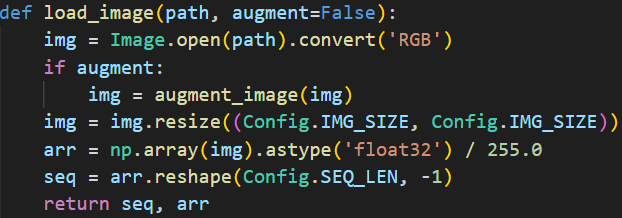 def load_image(path, augment=False):
    img = Image.open(path).convert('RGB')
    if augment:
        img = augment_image(img)
    img = img.resize((Config.IMG_SIZE, Config.IMG_SIZE))
    arr = np.array(img).astype('float32') / 255.0
    seq = arr.reshape(Config.SEQ_LEN, -1)
    return seq, arr